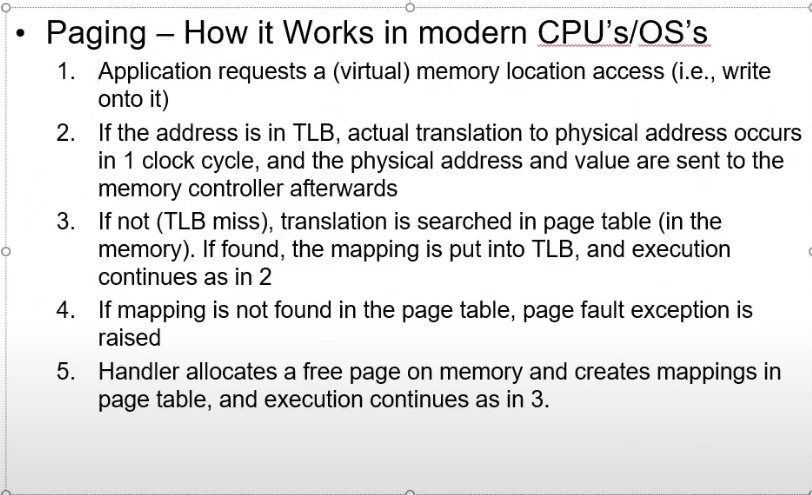 • Paging – How it Works in modern CPU's/OS's
1. Application requests a (virtual) memory location access (i.e., write
onto it)
2. If the address is in TLB, actual translation to physical address occurs
in 1 clock cycle, and the physical address and value are sent to the
memory controller afterwards
3. If not (TLB miss), translation is searched in page table (in the
memory). If found, the mapping is put into TLB, and execution
continues as in 2
4. If mapping is not found in the page table, page fault exception is
raised
5. Handler allocates a free page on memory and creates mappings in
page table, and execution continues as in 3.